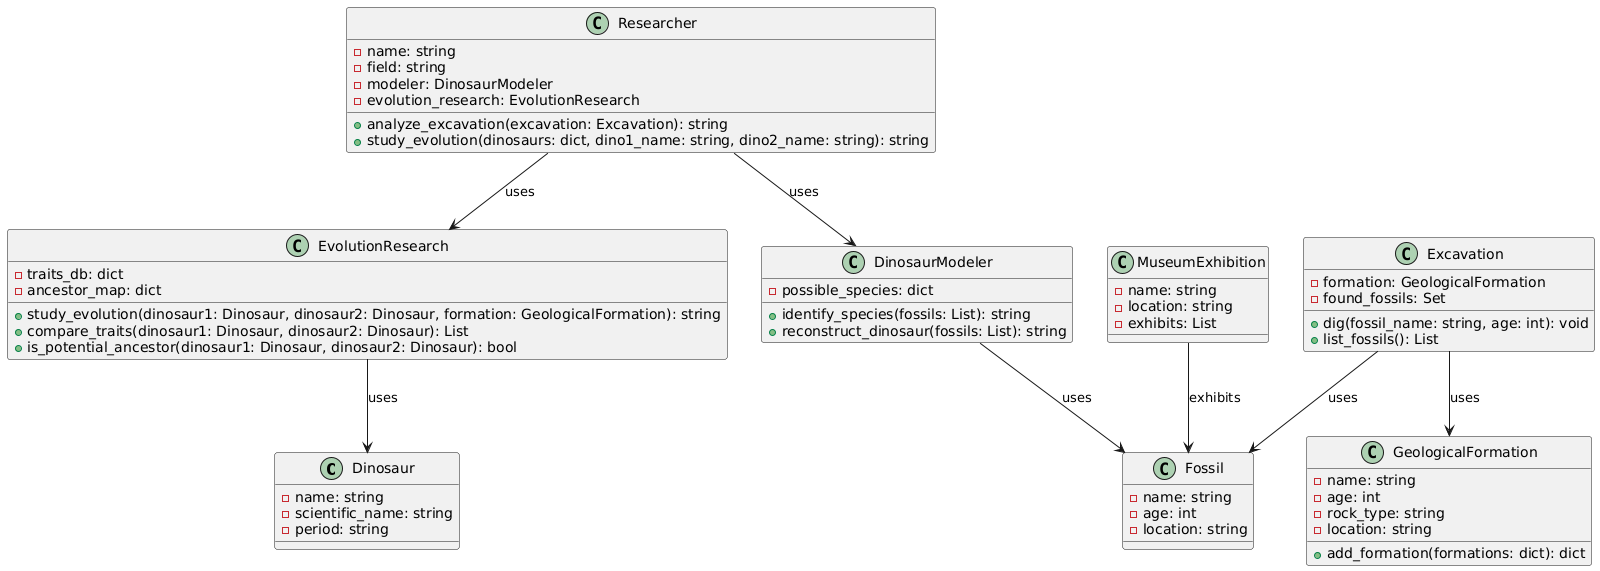 C Researcher
name: string
field: string
modeler: DinosaurModeler
evolution_research: EvolutionResearch
analyze_excavation(excavation: Excavation): string
study_evolution(dinosaurs: dict, dino1_name: string, dino2_name: string): string
uses
uses
C EvolutionResearch
traits_db: dict
ancestor_map: dict
study_evolution(dinosaur1: Dinosaur, dinosaur2: Dinosaur, formation: GeologicalFormation): string
compare_traits(dinosaur1: Dinosaur, dinosaur2: Dinosaur): List
is_potential_ancestor(dinosaur1: Dinosaur, dinosaur2: Dinosaur): bool
C DinosaurModeler
possible_species: dict
identify_species(fossils: List): string
reconstruct_dinosaur(fossils: List): string
C MuseumExhibition
name: string
location: string
exhibits: List
C Excavation
formation: GeologicalFormation
found_fossils: Set
dig(fossil_name: string, age: int): void
list_fossils(): List
uses
uses
exhibits
uses
uses
C Dinosaur
name: string
scientific_name: string
period: string
C Fossil
name: string
age: int
location: string
C GeologicalFormation
name: string
age: int
rock_type: string
location: string
add_formation(formations: dict): dict